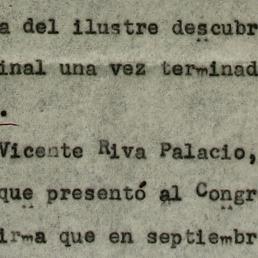 a del ilustre descubr
inal una vez terminad
.
Vicente Riva Palacio,
que presentó al Congr
irma que en septiembr